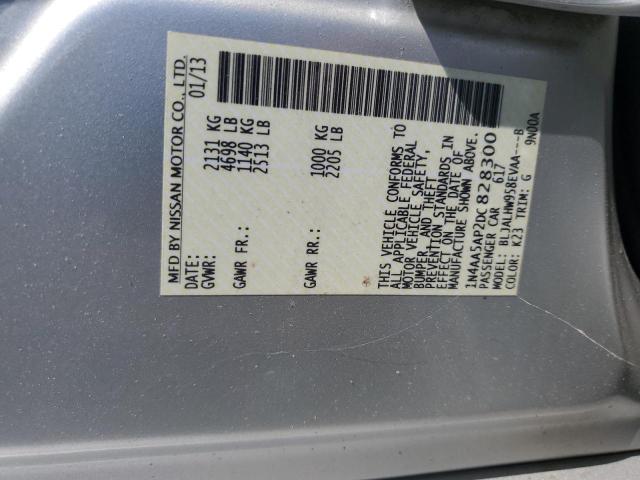 MFD BY NISSAN MOTOR CO., LTD.
DATE: 01/13
GVWR: 2131 KG
4698 LB
GAWR FR: 1140 KG
2513 LB
GAWR RR: 1000 KG
2205 LB
THIS VEHICLE CONFORMS TO
ALL APPLICABLE FEDERAL
MOTOR VEHICLE SAFETY,
BUMPER, AND THEFT
PREVENTION STANDARDS IN
EFFECT ON THE DATE OF
MANUFACTURE SHOWN ABOVE.
1N4AA5AP2DC828300
PASSENGER CAR 617
MODEL: BLJALHW958EVAA----B
COLOR: K23 TRIM: G 9N00A